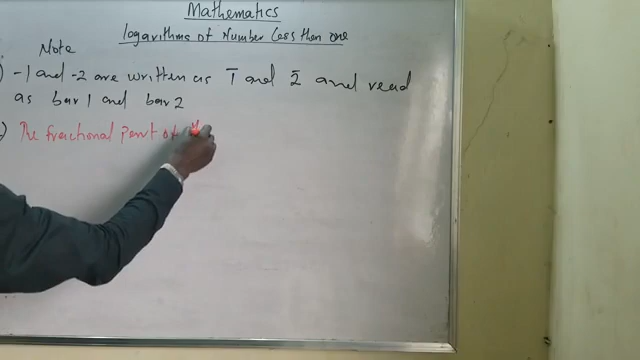 Mathematics
logarithms of Number Less than one
Note
) -1 and -2 are written as 1̄ and 2̄ and read
as bar 1 and bar 2
) The fractional part of